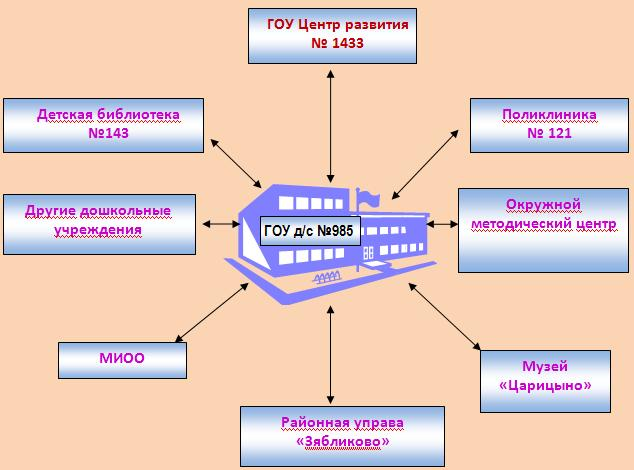 ГОУ Центр развития
№ 1433
Детская библиотека
№143
Поликлиника
№ 121
Другие дошкольные
учреждения
ГОУ д/с №985
Окружной
методический центр
МИОО
Музей
«Царицыно»
Районная управа
«Зябликово»